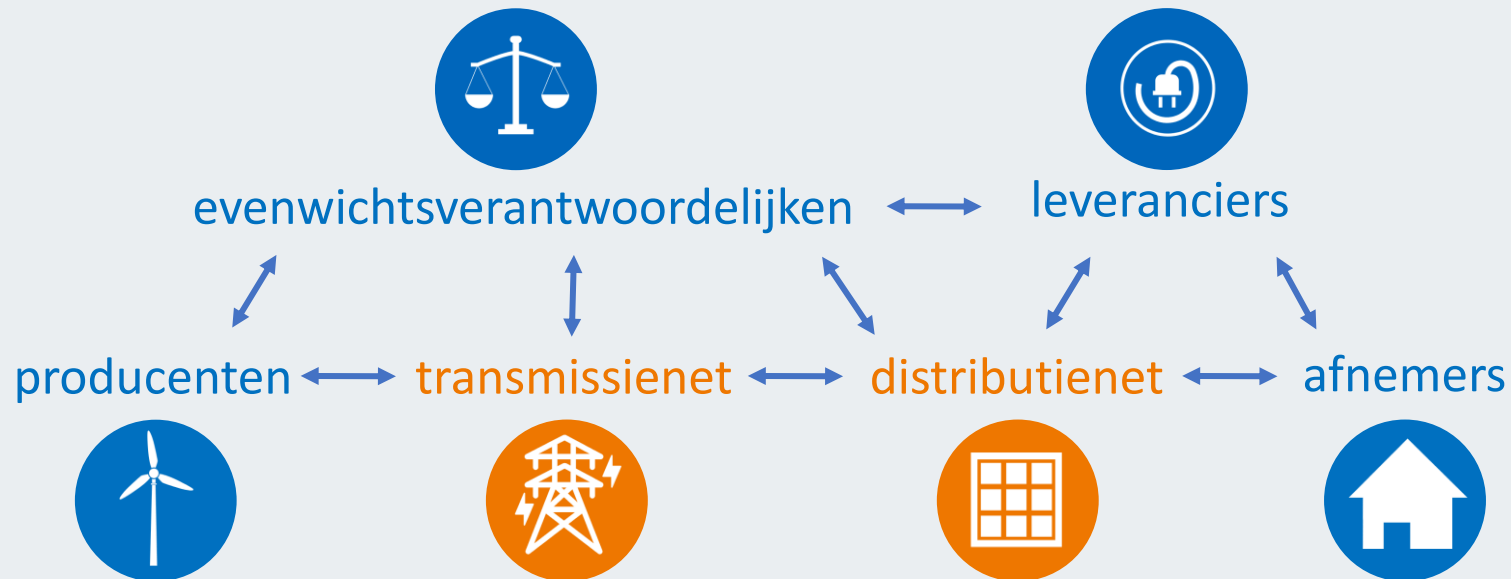 evenwichtsverantwoordelijken
leveranciers
producenten
transmissienet
distributienet
afnemers